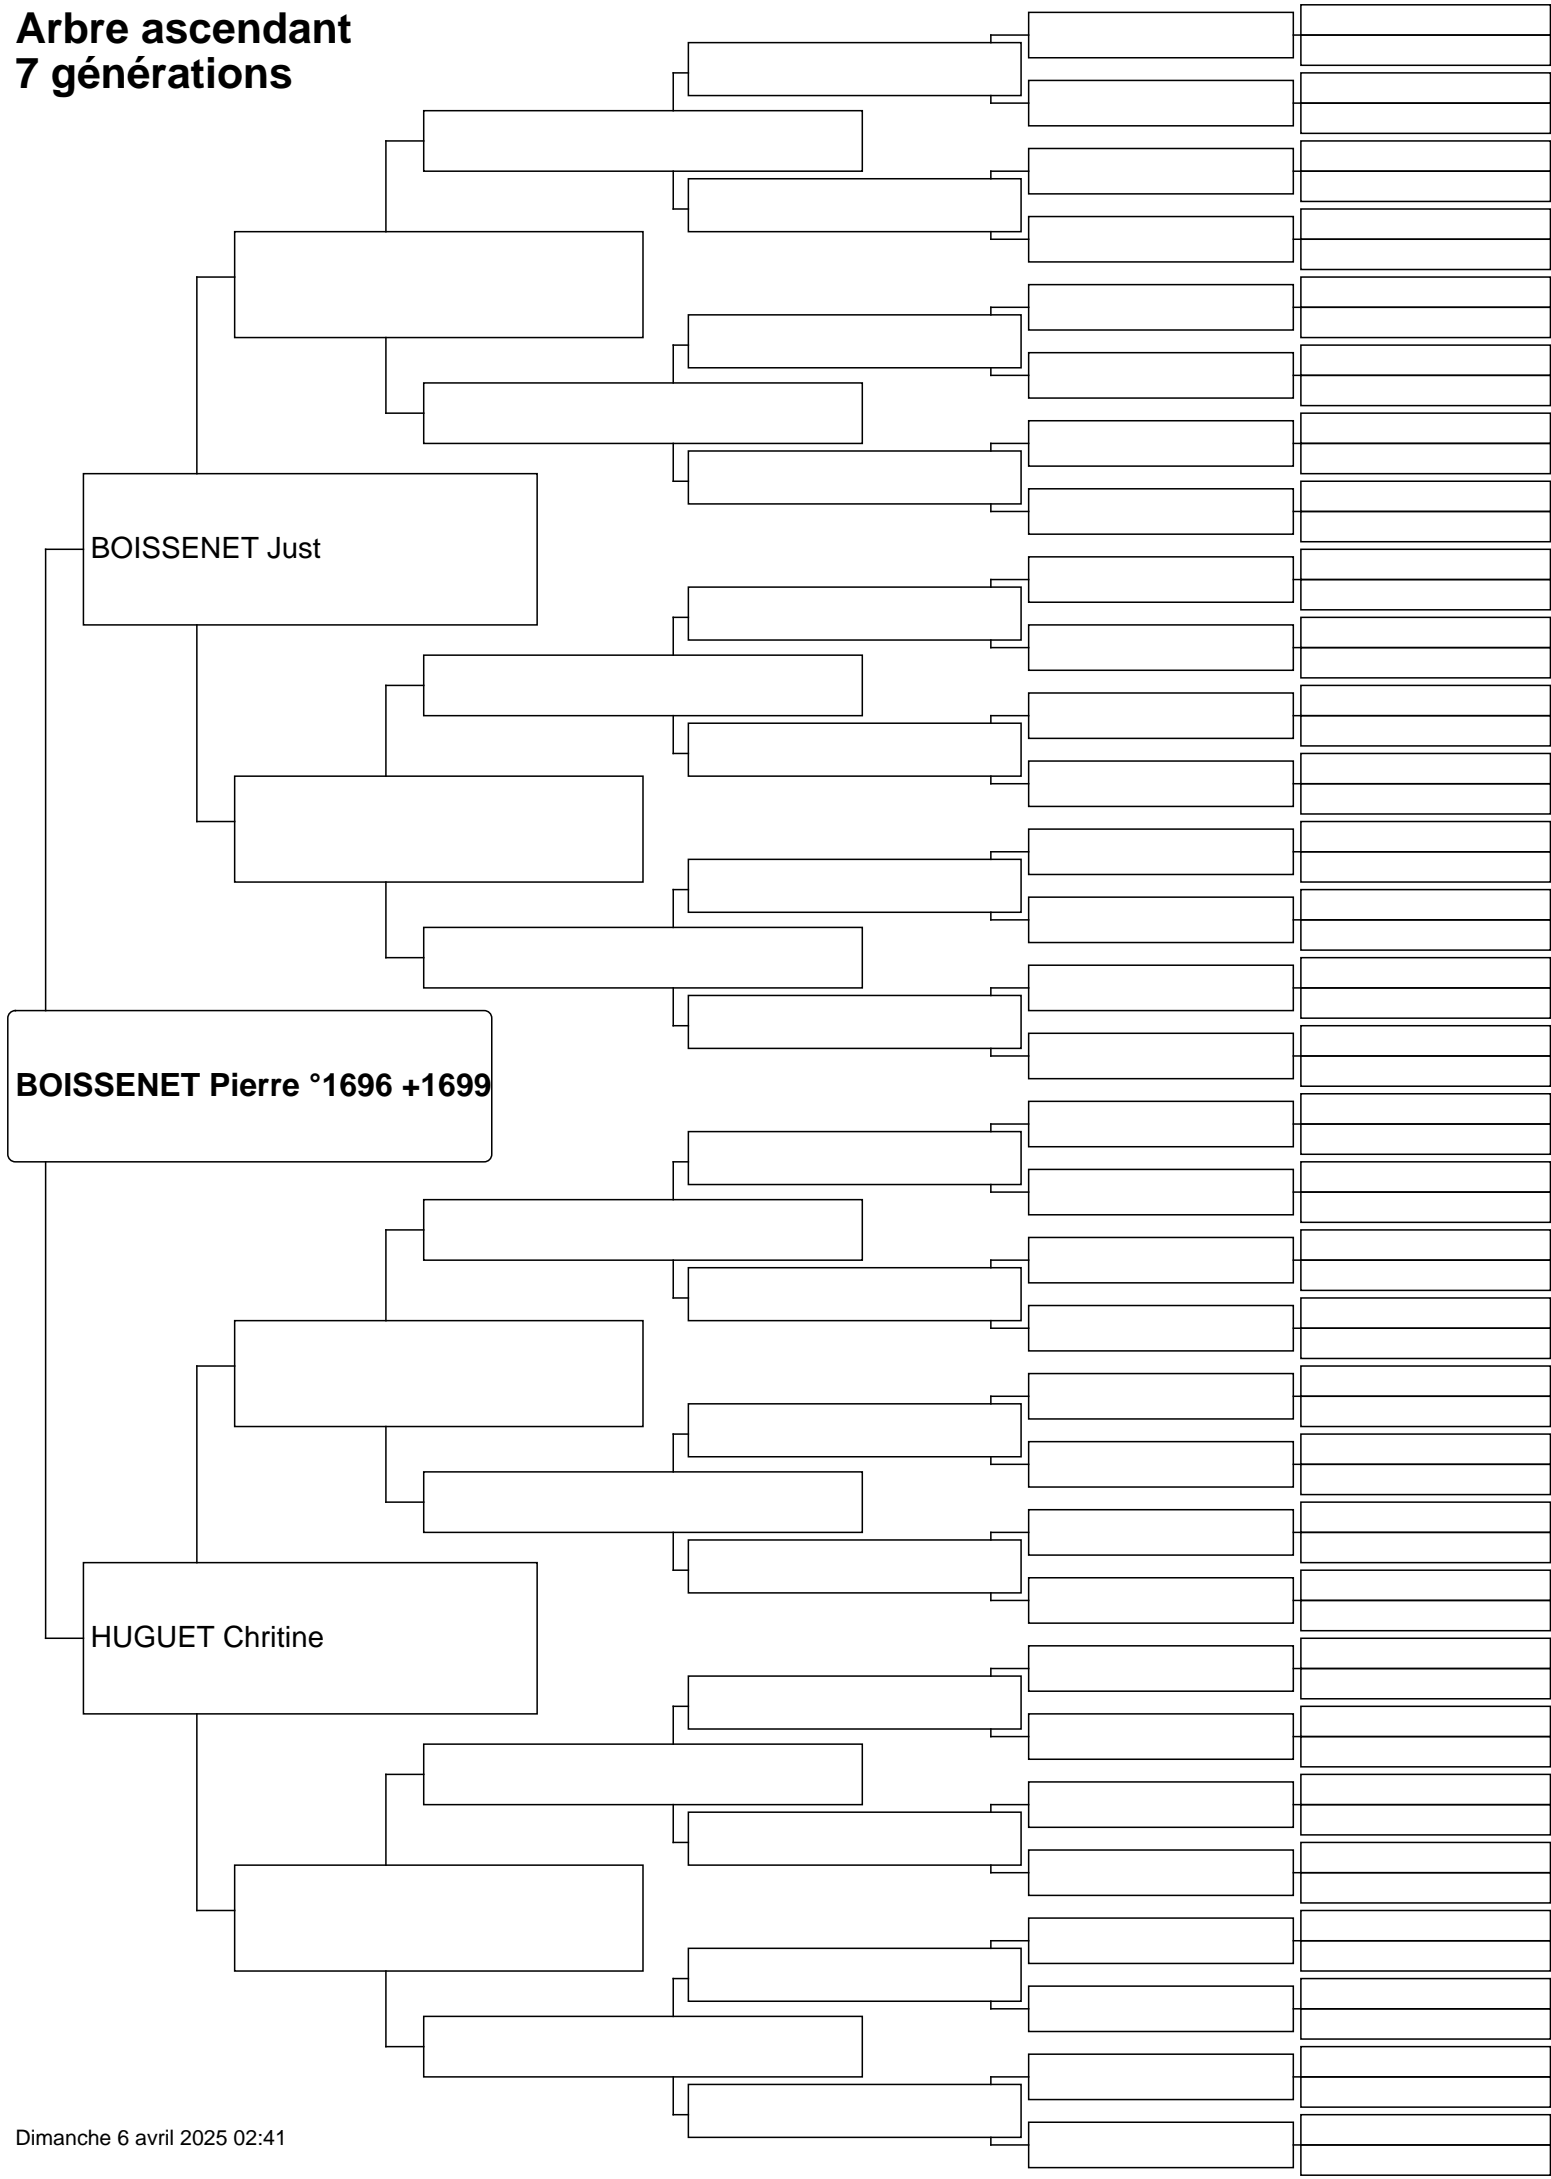 Arbre ascendant
7 générations
BOISSENET Just
BOISSENET Pierre °1696 +1699
HUGUET Chritine
Dimanche 6 avril 2025 02:41